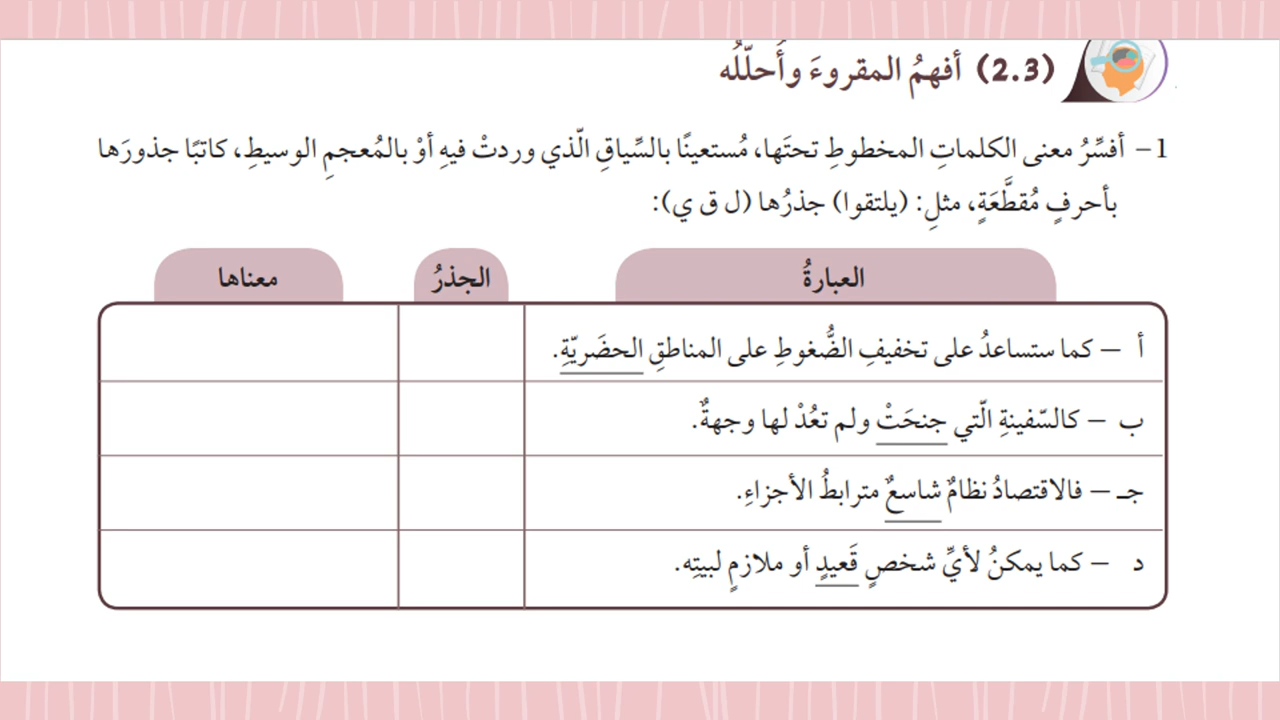 (2.3) أفهمُ المقروءَ وأُحلّلُه
1 – أفسِّرُ معنى الكلماتِ المخطوطِ تحتَها، مُستعينًا بالسِّياقِ الّذي وردتْ فيهِ أوْ بالمُعجمِ الوسيطِ، كاتبًا جذورَها
بأحرفٍ مُقطَّعَةٍ، مثلِ: (يلتقوا) جذرُها (ل ق ي):
العبارةُ الجذرُ معناها
أ – كما ستساعدُ على تخفيفِ الضُّغوطِ على المناطقِ الحضَريّةِ.
ب – كالسّفينةِ الّتي جنحَتْ ولم تعُدْ لها وجهةٌ.
جـ – فالاقتصادُ نظامٌ شاسعٌ مترابطُ الأجزاءِ.
د – كما يمكنُ لأيِّ شخصٍ قَعيدٍ أو ملازمٍ لبيتِه.